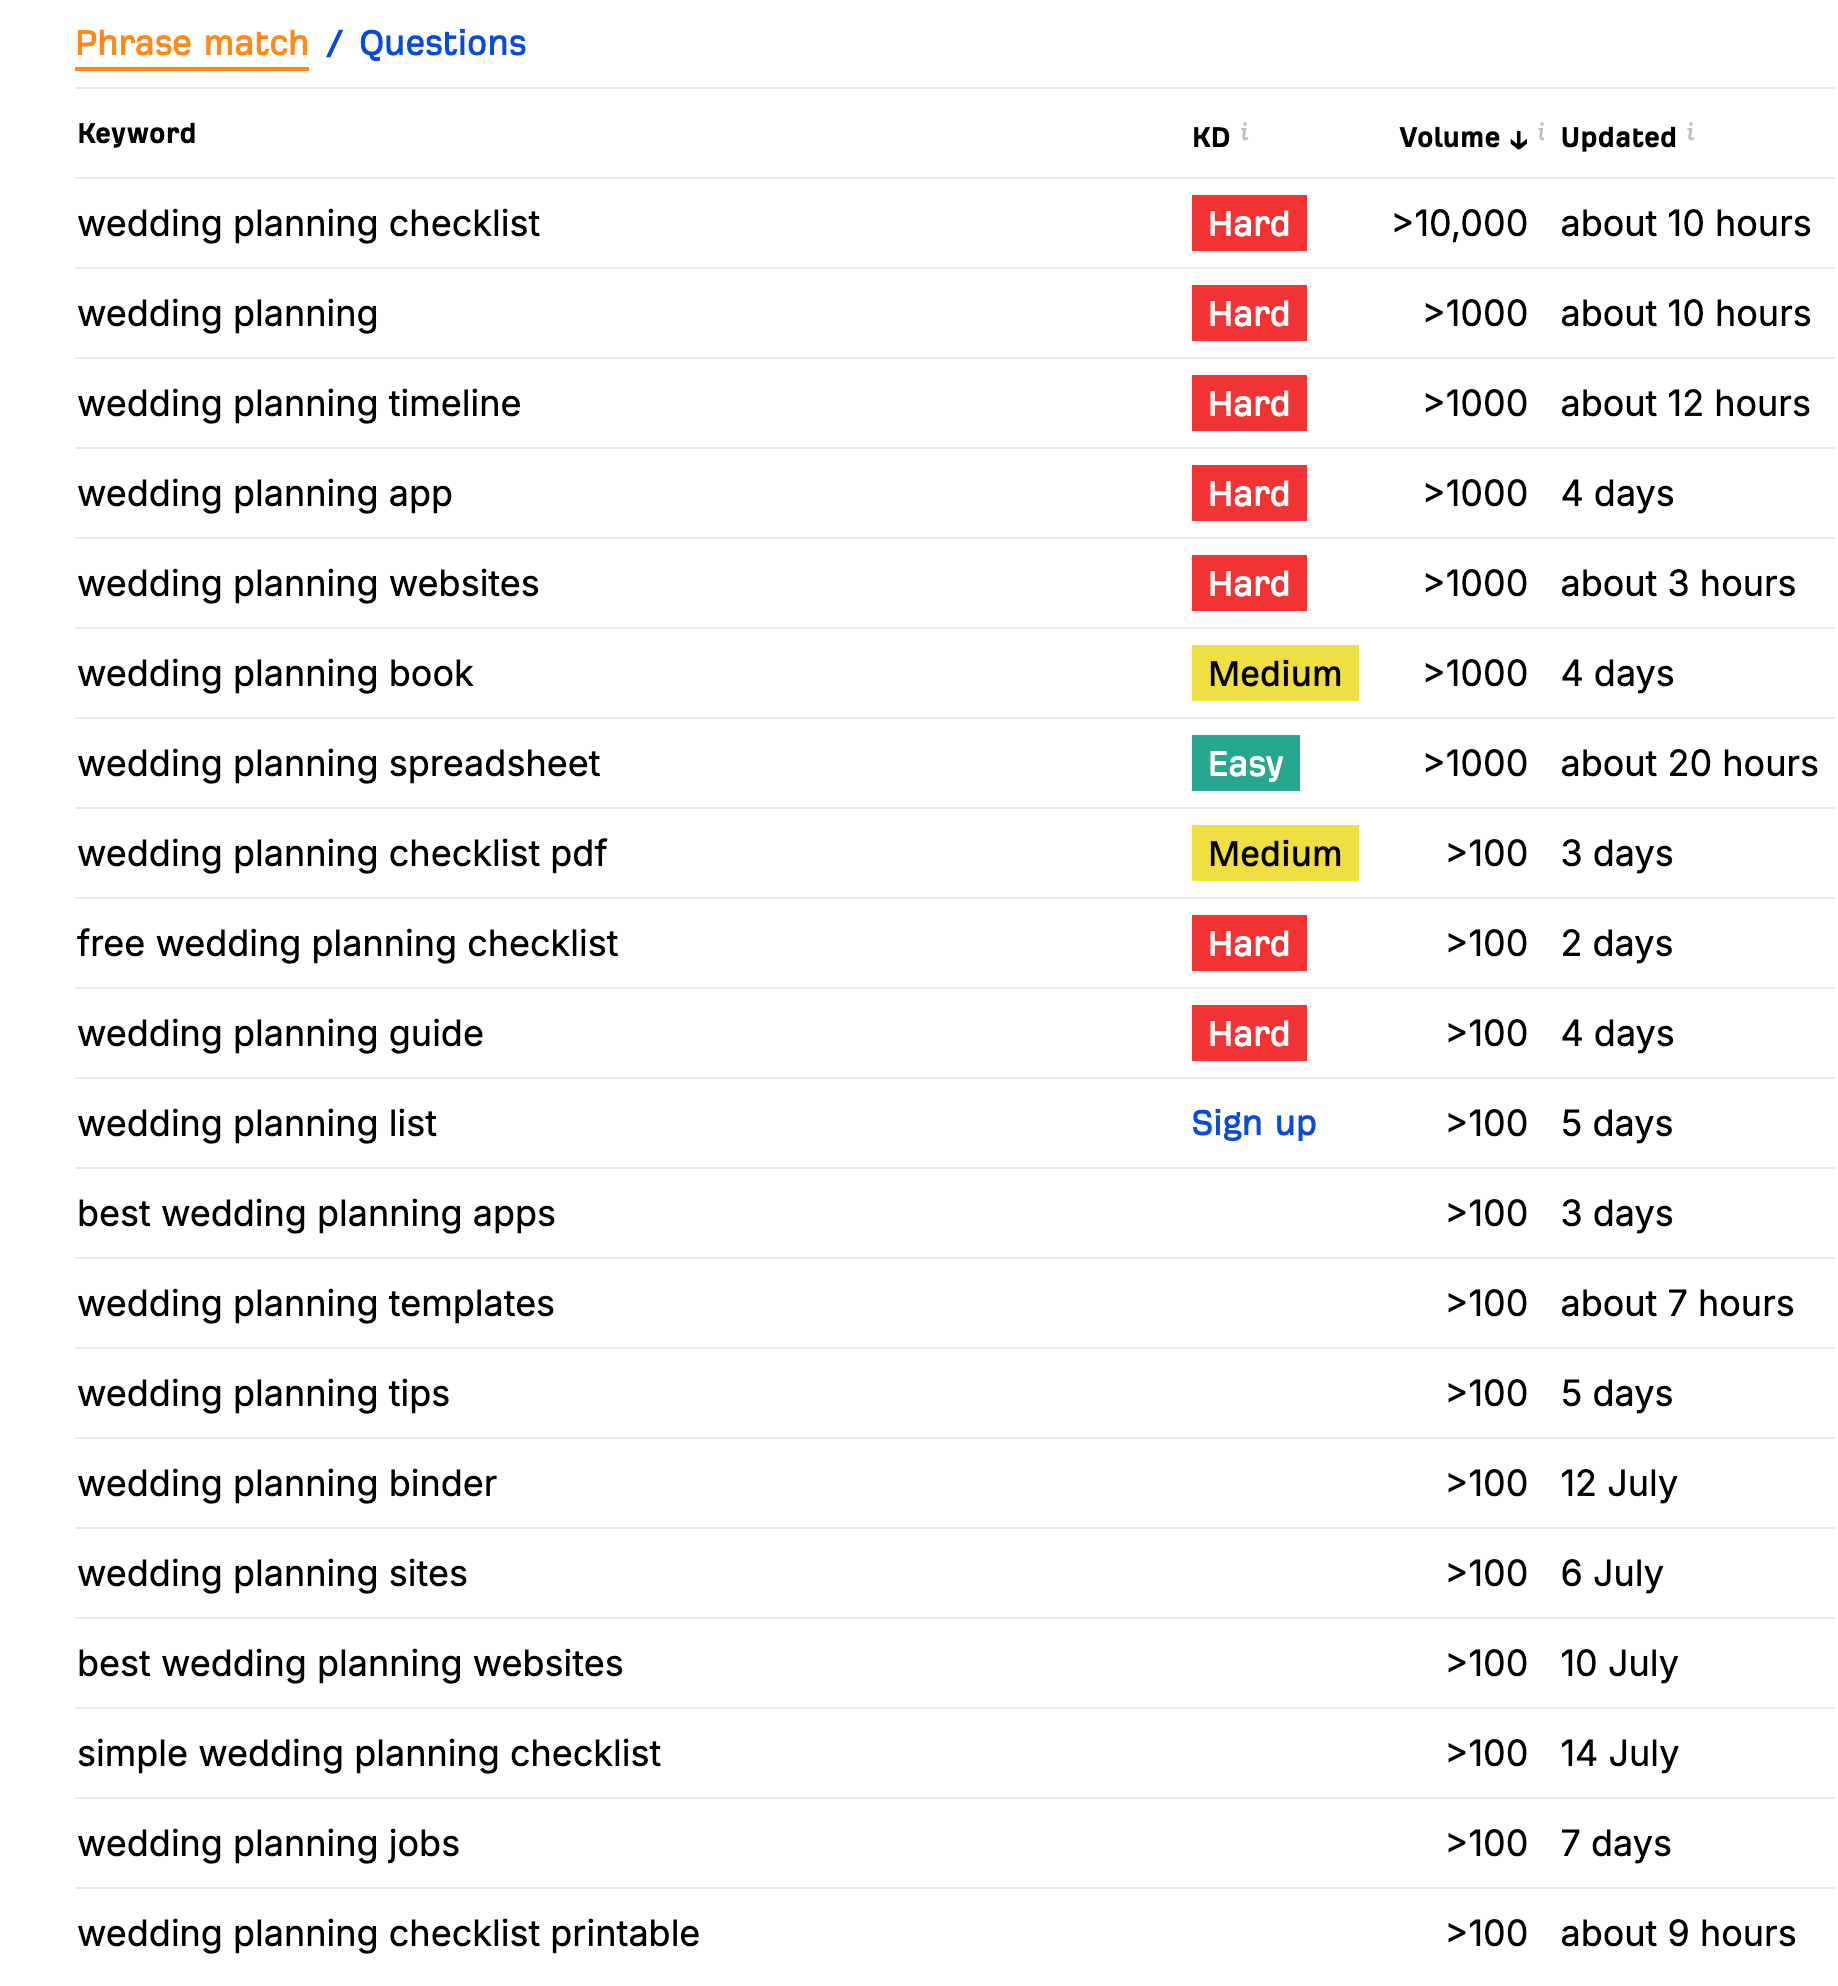 Phrase match / Questions
Keyword KD i Volume ↓ i Updated i
wedding planning checklist Hard >10,000 about 10 hours
wedding planning Hard >1000 about 10 hours
wedding planning timeline Hard >1000 about 12 hours
wedding planning app Hard >1000 4 days
wedding planning websites Hard >1000 about 3 hours
wedding planning book Medium >1000 4 days
wedding planning spreadsheet Easy >1000 about 20 hours
wedding planning checklist pdf Medium >100 3 days
free wedding planning checklist Hard >100 2 days
wedding planning guide Hard >100 4 days
wedding planning list Sign up >100 5 days
best wedding planning apps >100 3 days
wedding planning templates >100 about 7 hours
wedding planning tips >100 5 days
wedding planning binder >100 12 July
wedding planning sites >100 6 July
best wedding planning websites >100 10 July
simple wedding planning checklist >100 14 July
wedding planning jobs >100 7 days
wedding planning checklist printable >100 about 9 hours